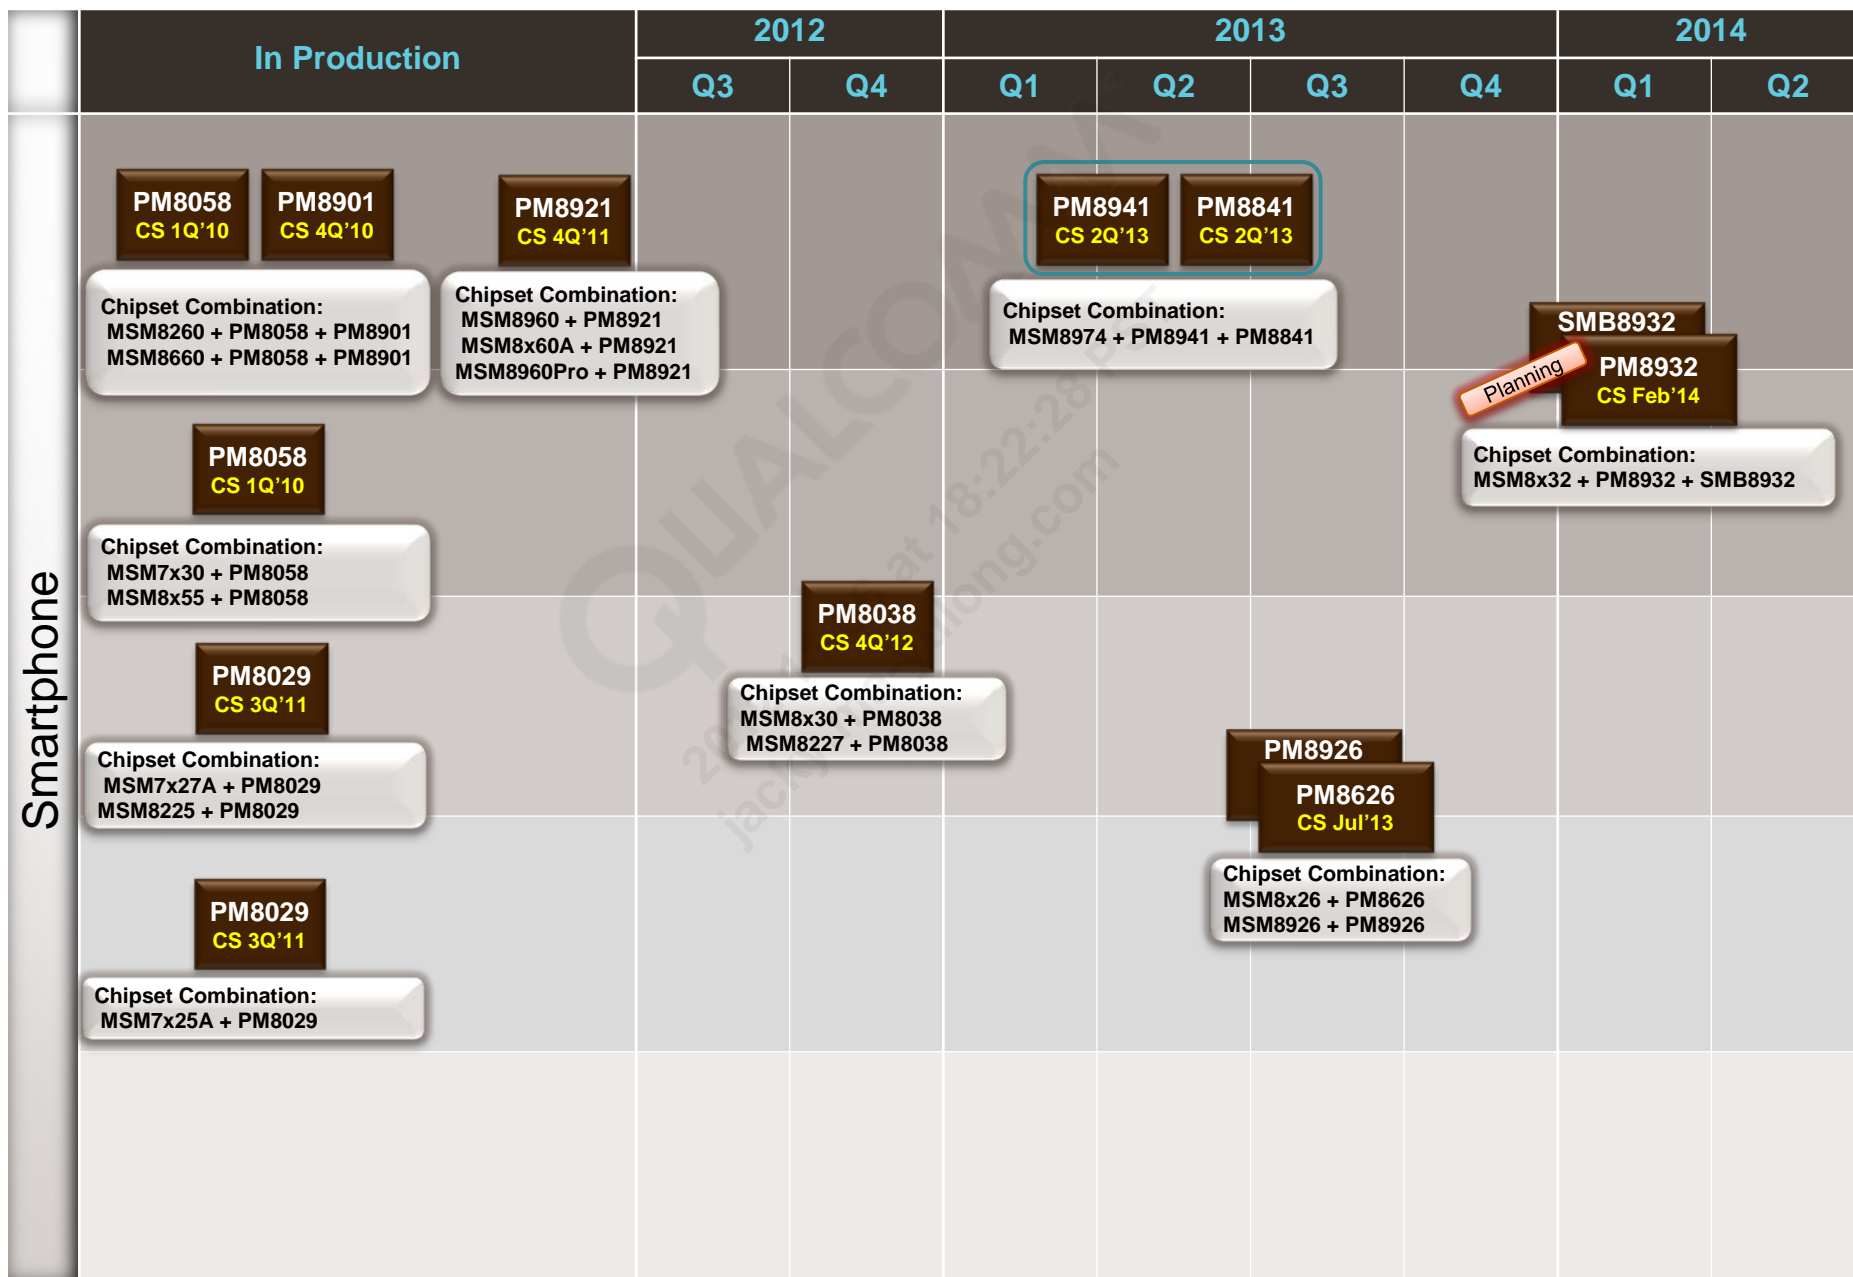 In Production
2012
2013
2014
Q3
Q4
Q1
Q2
Q3
Q4
Q1
Q2
Smartphone
PM8058
CS 1Q'10
PM8901
CS 4Q'10
Chipset Combination:
MSM8260 + PM8058 + PM8901
MSM8660 + PM8058 + PM8901
PM8921
CS 4Q'11
Chipset Combination:
MSM8960 + PM8921
MSM8x60A + PM8921
MSM8960Pro + PM8921
PM8941
CS 2Q'13
PM8841
CS 2Q'13
Chipset Combination:
MSM8974 + PM8941 + PM8841
SMB8932
PM8932
CS Feb'14
Planning
Chipset Combination:
MSM8x32 + PM8932 + SMB8932
PM8058
CS 1Q'10
Chipset Combination:
MSM7x30 + PM8058
MSM8x55 + PM8058
PM8029
CS 3Q'11
Chipset Combination:
MSM7x27A + PM8029
MSM8225 + PM8029
PM8038
CS 4Q'12
Chipset Combination:
MSM8x30 + PM8038
MSM8227 + PM8038
PM8926
PM8626
CS Jul'13
Chipset Combination:
MSM8x26 + PM8626
MSM8926 + PM8926
PM8029
CS 3Q'11
Chipset Combination:
MSM7x25A + PM8029
QUALCOMM
at 18:22:28